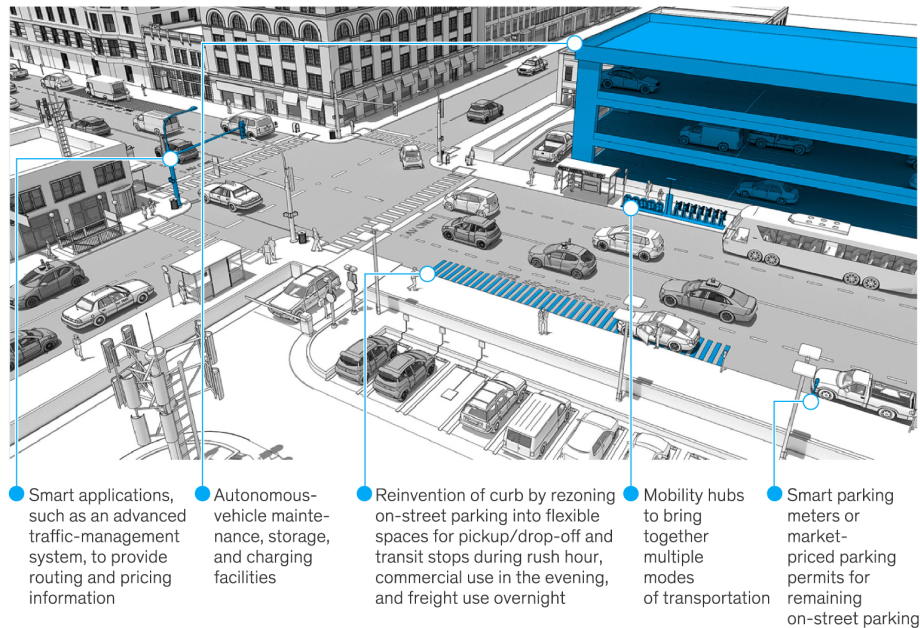 Smart applications,
such as an advanced
traffic-management
system, to provide
routing and pricing
information
Autonomous-
vehicle mainte-
nance, storage,
and charging
facilities
Reinvention of curb by rezoning
on-street parking into flexible
spaces for pickup/drop-off and
transit stops during rush hour,
commercial use in the evening,
and freight use overnight
Mobility hubs
to bring
together
multiple
modes
of transportation
Smart parking
meters or
market-
priced parking
permits for
remaining
on-street parking